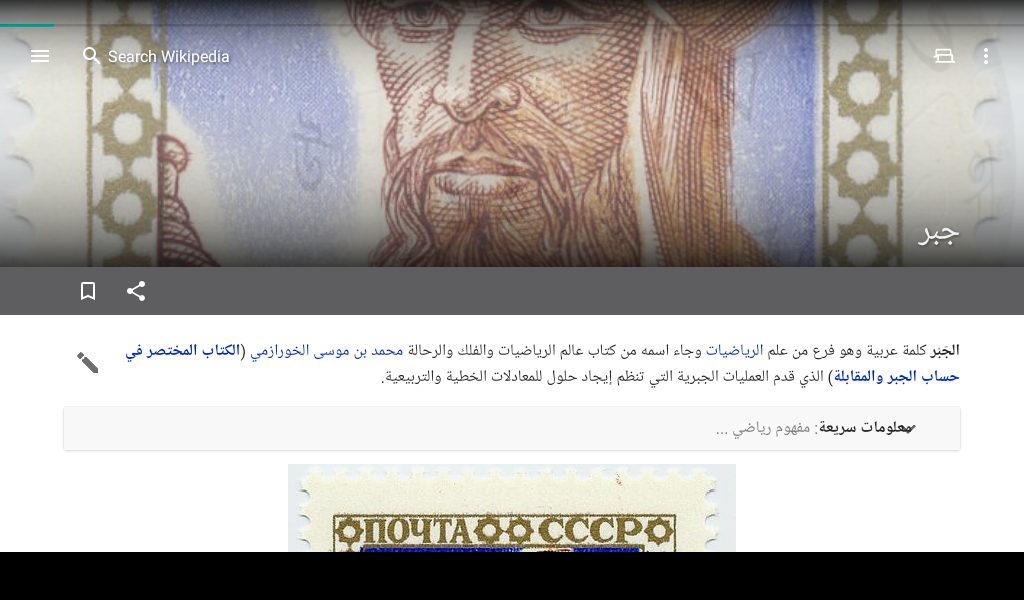 Search Wikipedia
جبر
الجَبْر كلمة عربية وهو فرع من علم الرياضيات وجاء اسمه من كتاب عالم الرياضيات والفلك والرحالة محمد بن موسى الخورازمي (الكتاب المختصر في
حساب الجبر والمقابلة) الذي قدم العمليات الجبرية التي تنظم إيجاد حلول للمعادلات الخطية والتربيعية.
معلومات سريعة: مفهوم رياضي ...
ПОЧТА СССР